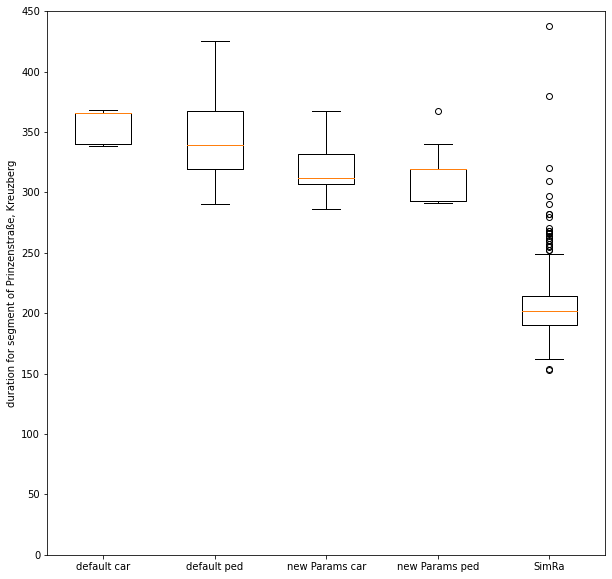 450
400
350
300
250
200
150
100
50
0
duration for segment of Prinzenstraße, Kreuzberg
default car
default ped
new Params car
new Params ped
SimRa